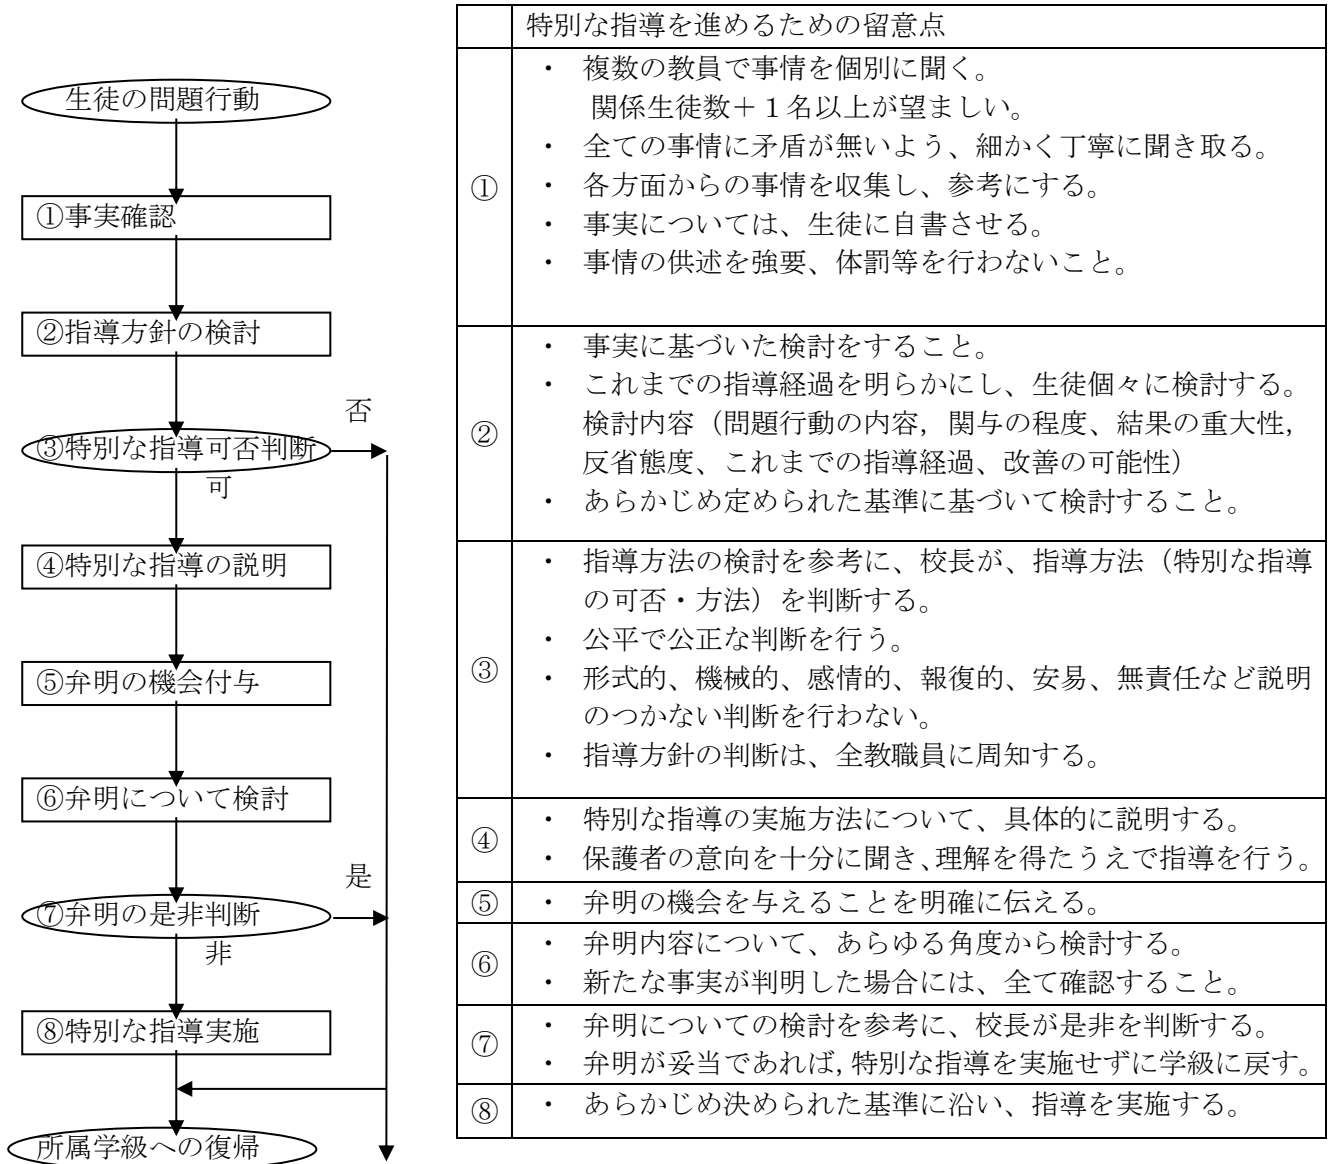 生徒の問題行動
①事実確認
②指導方針の検討
否
③特別な指導可否判断
可
④特別な指導の説明
⑤弁明の機会付与
⑥弁明について検討
是
⑦弁明の是非判断
非
⑧特別な指導実施
所属学級への復帰
特別な指導を進めるための留意点
①
・ 複数の教員で事情を個別に聞く。
関係生徒数＋１名以上が望ましい。
・ 全ての事情に矛盾が無いよう、細かく丁寧に聞き取る。
・ 各方面からの事情を収集し、参考にする。
・ 事実については、生徒に自書させる。
・ 事情の供述を強要、体罰等を行わないこと。
②
・ 事実に基づいた検討をすること。
・ これまでの指導経過を明らかにし、生徒個々に検討する。
検討内容（問題行動の内容，関与の程度、結果の重大性，
反省態度、これまでの指導経過、改善の可能性）
・ あらかじめ定められた基準に基づいて検討すること。
③
・ 指導方法の検討を参考に、校長が、指導方法（特別な指導
の可否・方法）を判断する。
・ 公平で公正な判断を行う。
・ 形式的、機械的、感情的、報復的、安易、無責任など説明
のつかない判断を行わない。
・ 指導方針の判断は、全教職員に周知する。
④
・ 特別な指導の実施方法について、具体的に説明する。
・ 保護者の意向を十分に聞き、理解を得たうえで指導を行う。
⑤
・ 弁明の機会を与えることを明確に伝える。
⑥
・ 弁明内容について、あらゆる角度から検討する。
・ 新たな事実が判明した場合には、全て確認すること。
⑦
・ 弁明についての検討を参考に、校長が是非を判断する。
・ 弁明が妥当であれば，特別な指導を実施せずに学級に戻す。
⑧
・ あらかじめ決められた基準に沿い、指導を実施する。